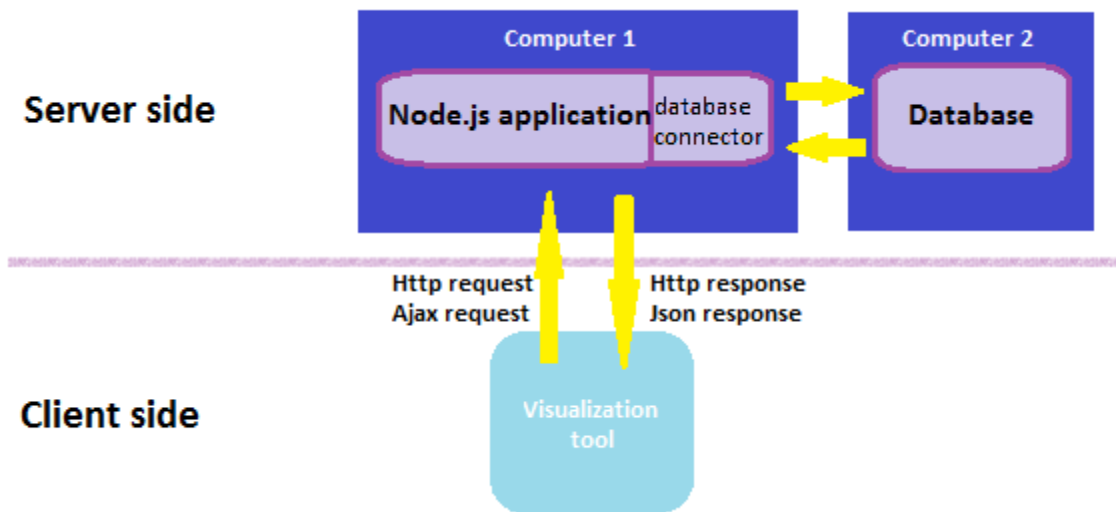 Computer 1
Computer 2
Server side
Node.js application
database
connector
Database
Http request
Ajax request
Http response
Json response
Client side
Visualization
tool